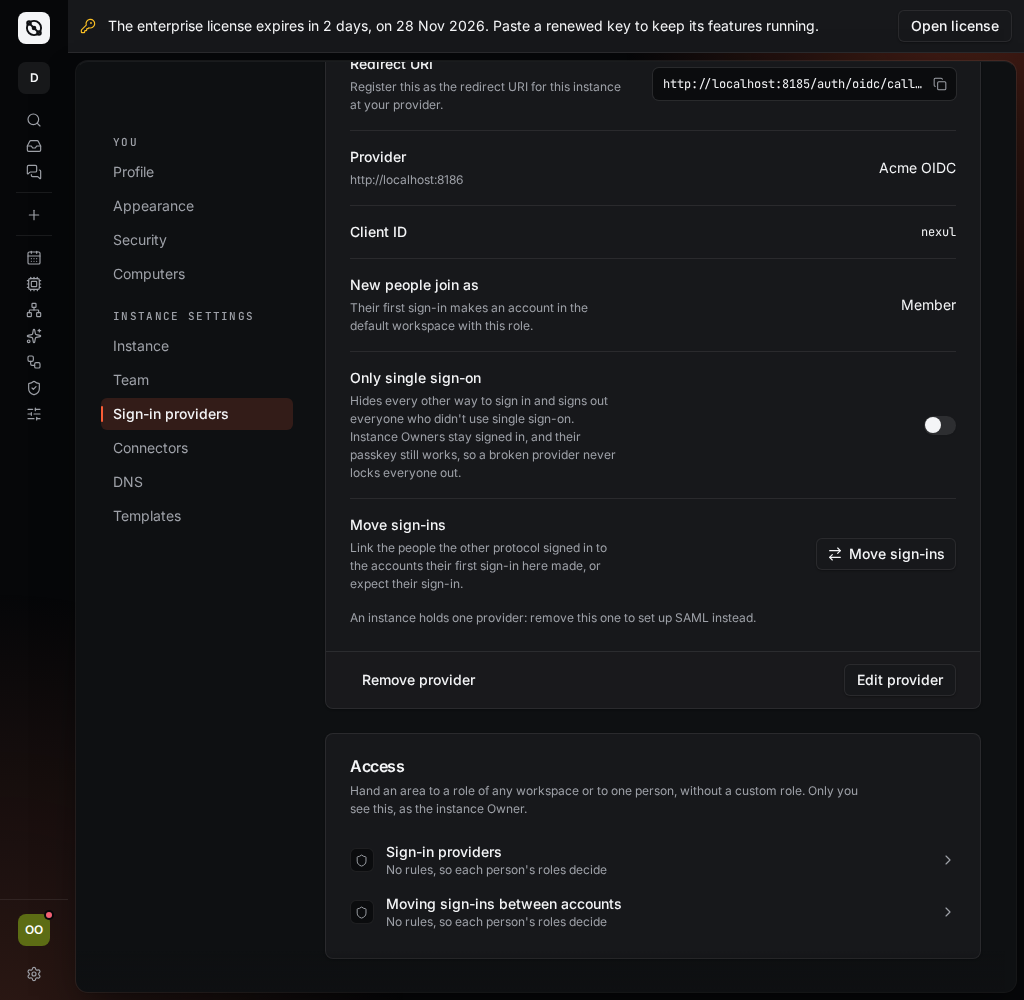 The enterprise license expires in 2 days, on 28 Nov 2026. Paste a renewed key to keep its features running.
Open license
D
YOU
Profile
Appearance
Security
Computers
INSTANCE SETTINGS
Instance
Team
Sign-in providers
Connectors
DNS
Templates
OO
Redirect URI
Register this as the redirect URI for this instance
at your provider.
http://localhost:8185/auth/oidc/call…
Provider
http://localhost:8186
Acme OIDC
Client ID
nexul
New people join as
Their first sign-in makes an account in the
default workspace with this role.
Member
Only single sign-on
Hides every other way to sign in and signs out
everyone who didn't use single sign-on.
Instance Owners stay signed in, and their
passkey still works, so a broken provider never
locks everyone out.
Move sign-ins
Link the people the other protocol signed in to
the accounts their first sign-in here made, or
expect their sign-in.
Move sign-ins
An instance holds one provider: remove this one to set up SAML instead.
Remove provider
Edit provider
Access
Hand an area to a role of any workspace or to one person, without a custom role. Only you
see this, as the instance Owner.
Sign-in providers
No rules, so each person's roles decide
Moving sign-ins between accounts
No rules, so each person's roles decide